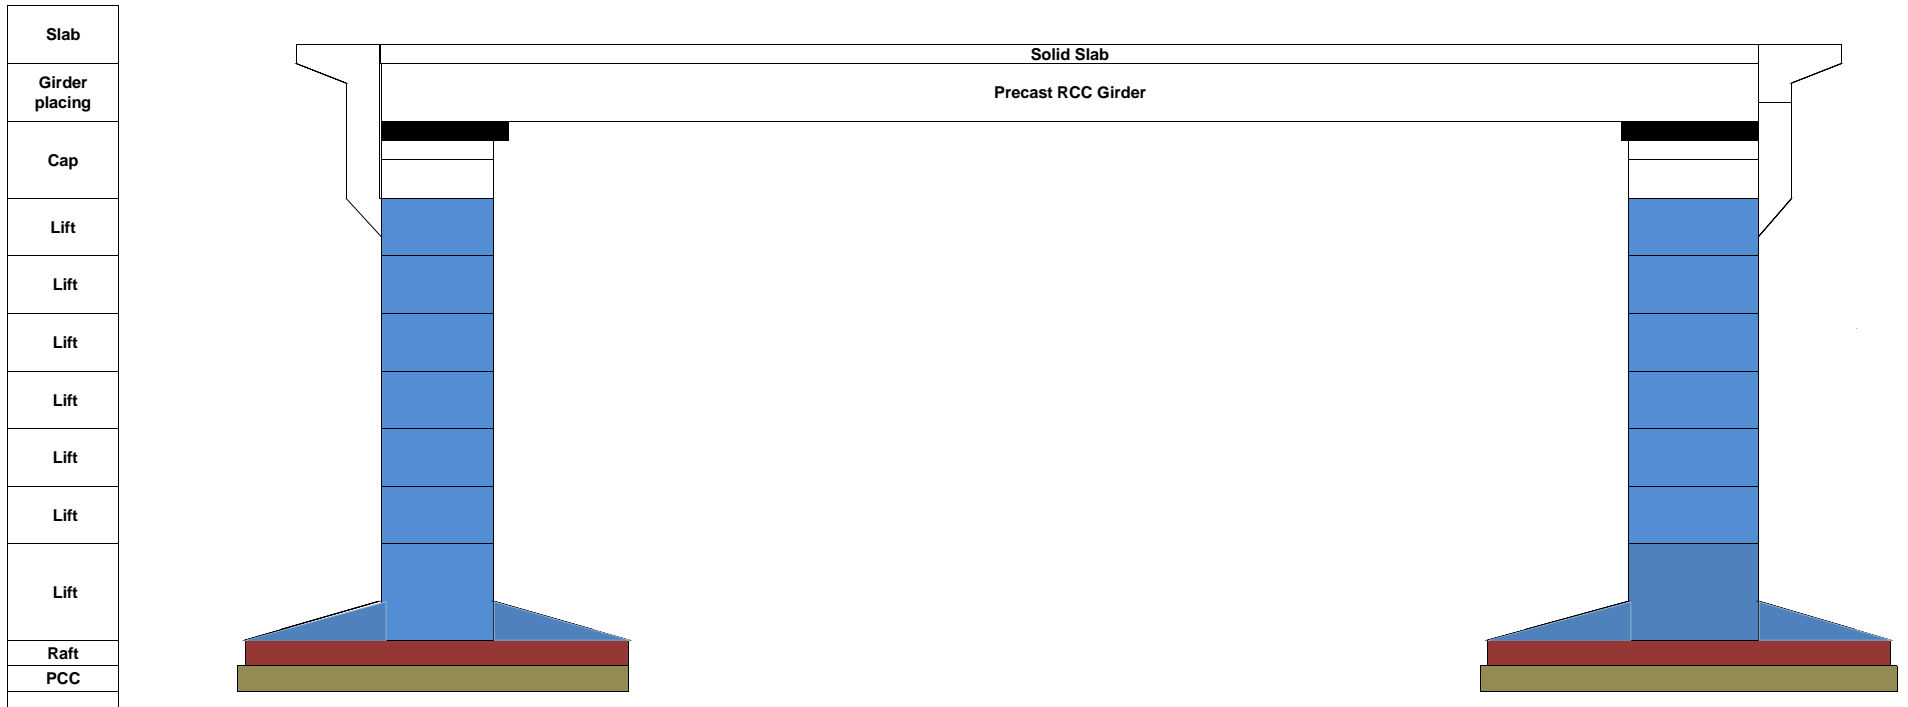 Slab
Solid Slab
Girder
placing
Precast RCC Girder
Cap
Lift
Lift
Lift
Lift
Lift
Lift
Lift
Raft
PCC